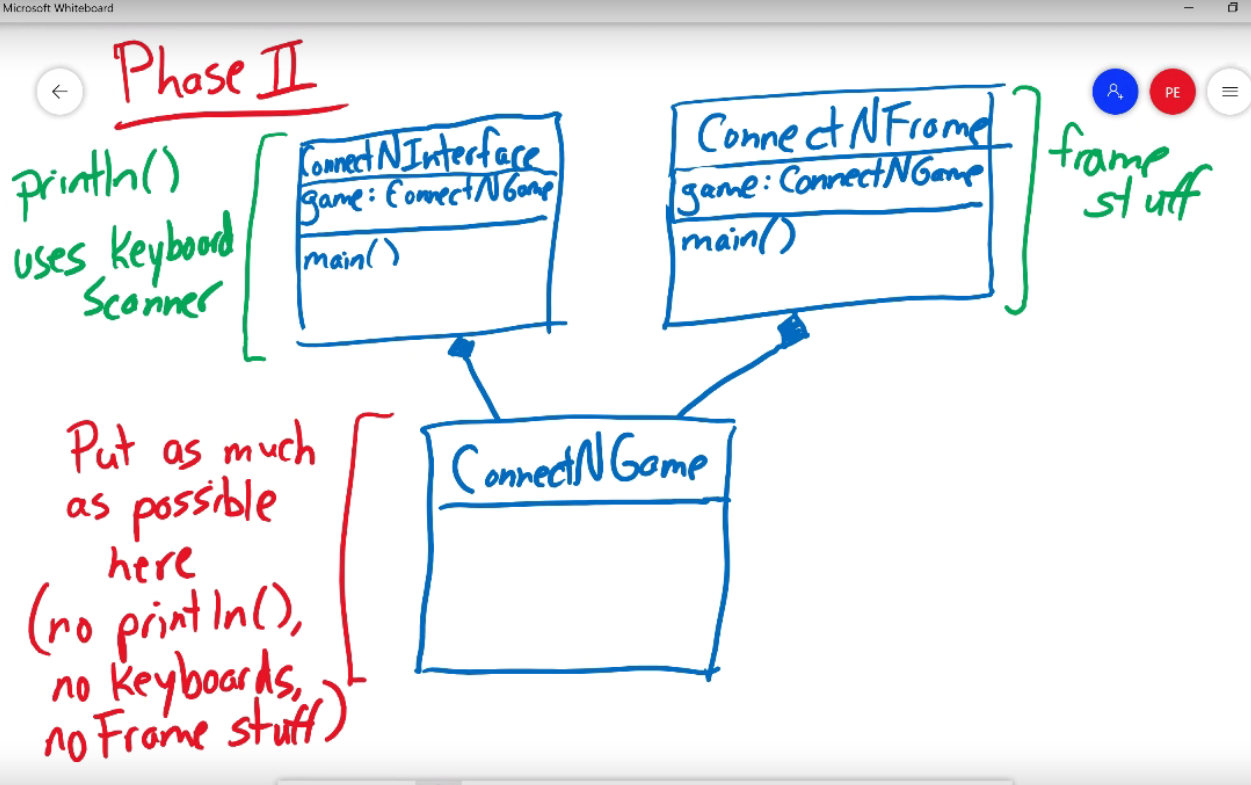 Microsoft Whiteboard
Phase II
PE
println()
uses Keyboard
Scanner
ConnectNInterface
game: ConnectNGame
main()
ConnectNFrame
game: ConnectNGame
main()
frame
stuff
Put as much
as possible
here
(no println(),
no Keyboards,
no Frame stuff)
ConnectNGame